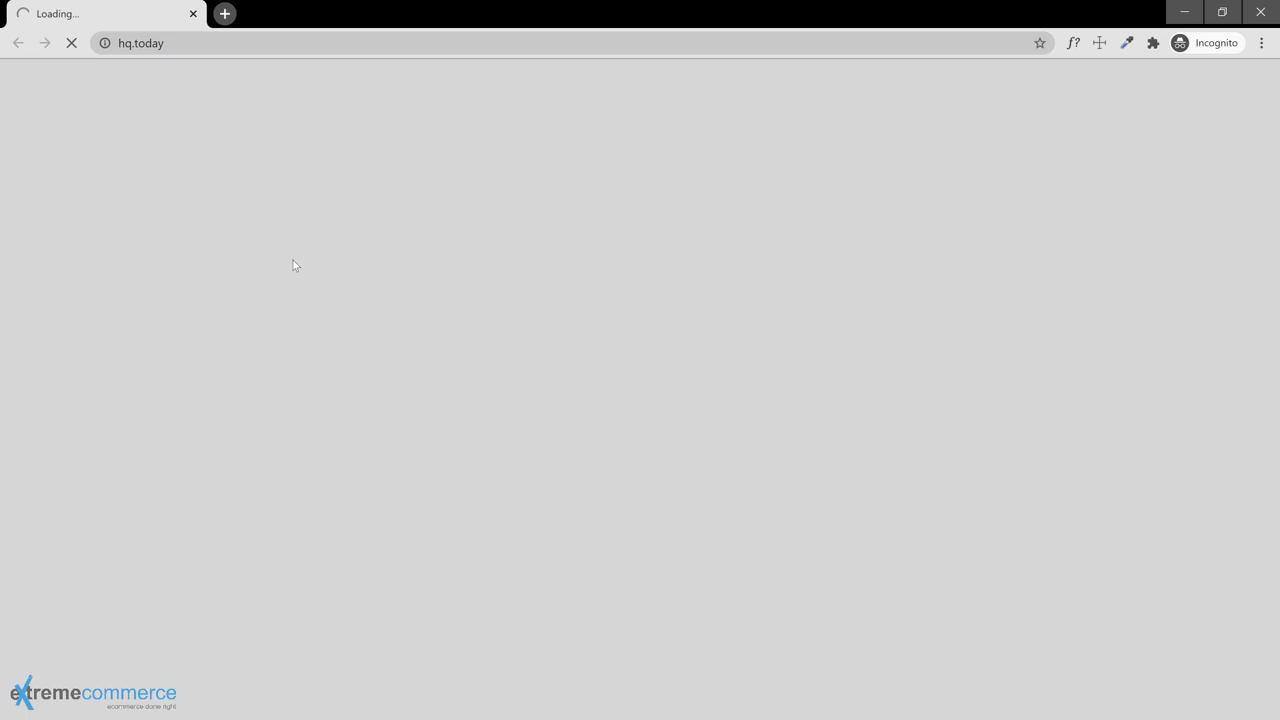 Loading...
hq.today
f?
Incognito
extremecommerce
ecommerce done right